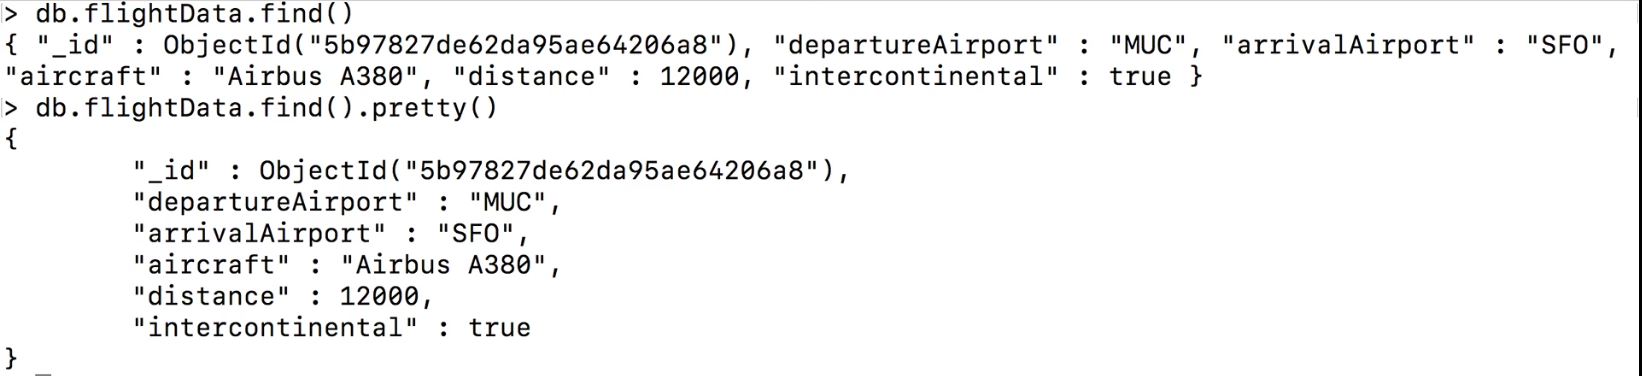 > db.flightData.find()
{ "_id" : ObjectId("5b97827de62da95ae64206a8"), "departureAirport" : "MUC", "arrivalAirport" : "SFO",
"aircraft" : "Airbus A380", "distance" : 12000, "intercontinental" : true }
> db.flightData.find().pretty()
{
        "_id" : ObjectId("5b97827de62da95ae64206a8"),
        "departureAirport" : "MUC",
        "arrivalAirport" : "SFO",
        "aircraft" : "Airbus A380",
        "distance" : 12000,
        "intercontinental" : true
}